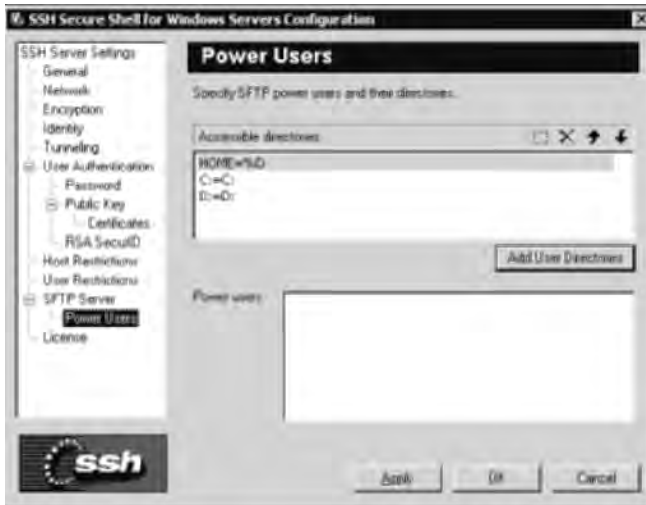 SSH Secure Shell for Windows Servers Configuration
SSH Server Settings
General
Network
Encryption
Identity
Tunneling
User Authentication
Password
Public Key
Certificates
RSA SecurID
Host Restrictions
User Restrictions
SFTP Server
Power Users
License
Power Users
Specify SFTP power users and their directories.
Accessible directories
HOME=%D
C:=C:
D:=D:
Add User Directories
Power users
ssh
Apply
OK
Cancel